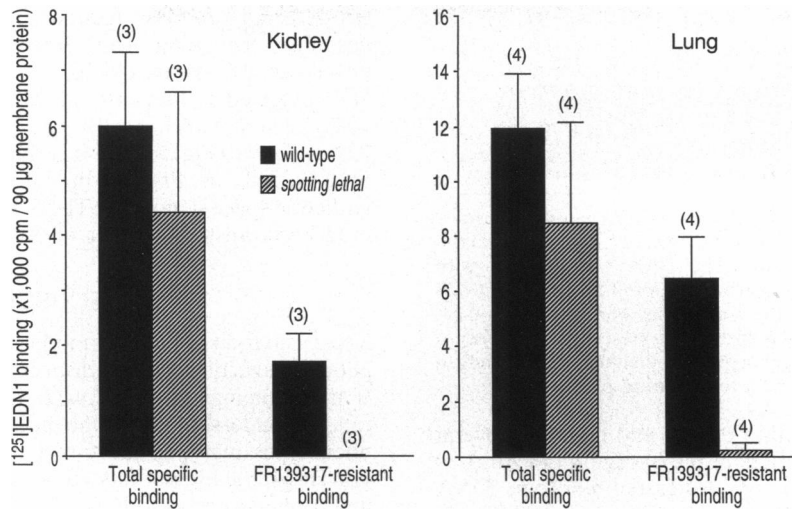 [¹²⁵I]EDN1 binding (x1,000 cpm / 90 µg membrane protein)
8
6
4
2
0
Kidney
(3)
(3)
(3)
(3)
wild-type
spotting lethal
Total specific
binding
FR139317-resistant
binding
16
14
12
10
8
6
4
2
0
Lung
(4)
(4)
(4)
(4)
Total specific
binding
FR139317-resistant
binding